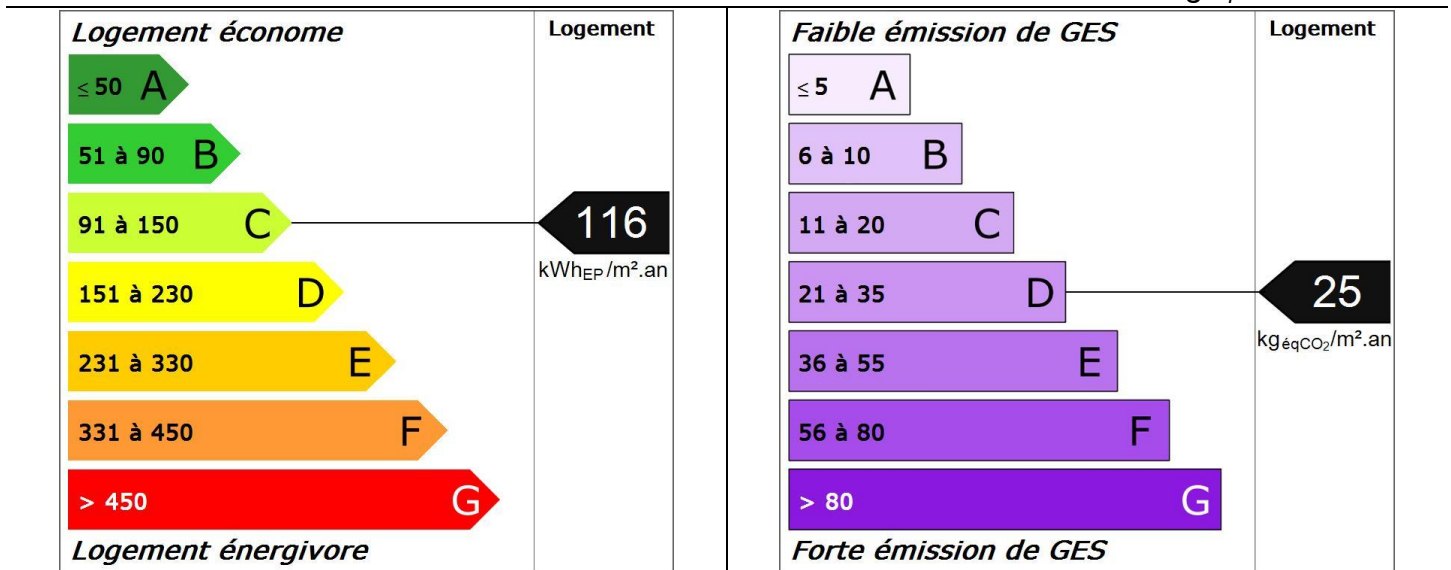 Logement économe Logement
≤ 50 A
51 à 90 B
91 à 150 C 116
kWhEP/m².an
151 à 230 D
231 à 330 E
331 à 450 F
> 450 G
Logement énergivore
Faible émission de GES Logement
≤ 5 A
6 à 10 B
11 à 20 C
21 à 35 D 25
kgéqCO₂/m².an
36 à 55 E
56 à 80 F
> 80 G
Forte émission de GES